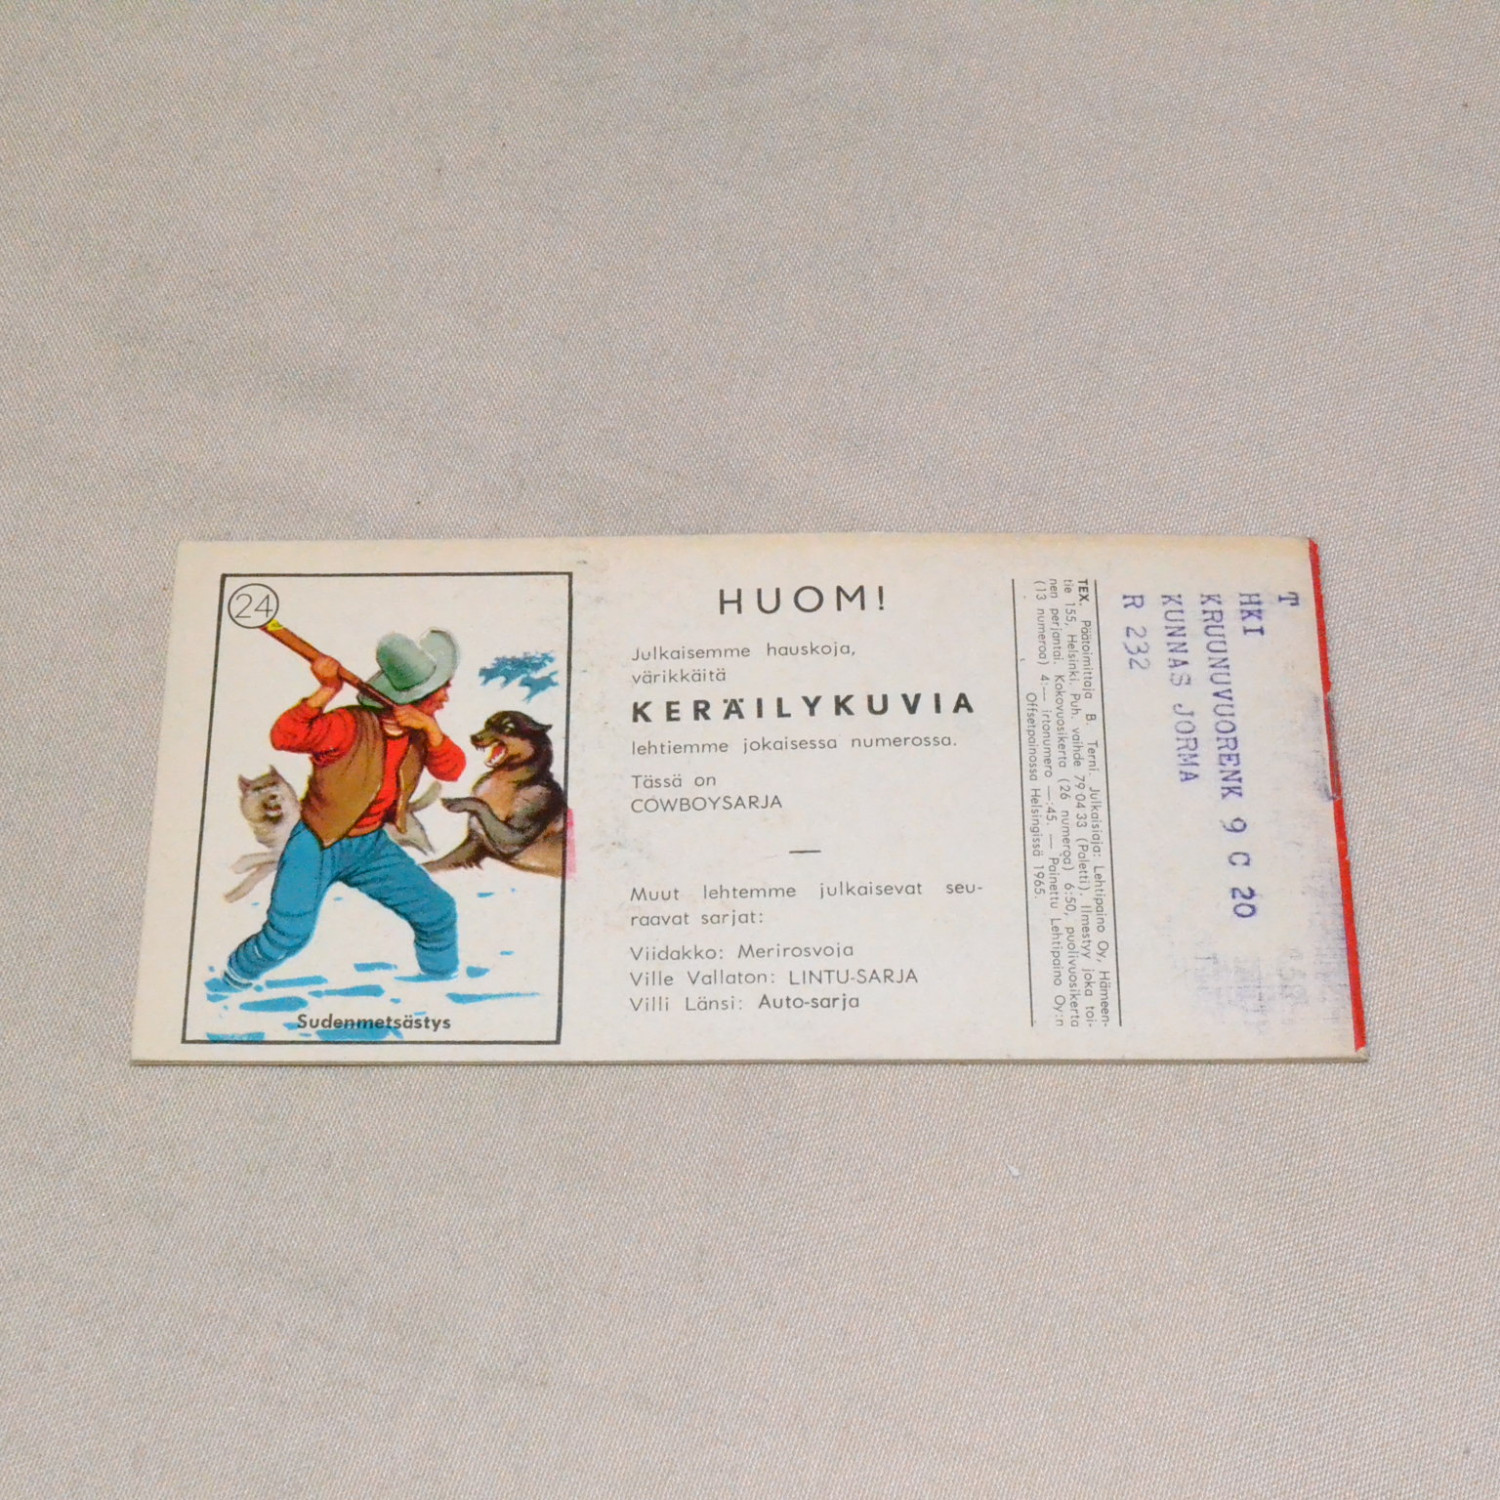 24
Sudenmetsästys
HUOM!
Julkaisemme hauskoja,
värikkäitä
KERÄILYKUVIA
lehtiemme jokaisessa numerossa.
Tässä on
COWBOYSARJA
—
Muut lehtemme julkaisevat seu-
raavat sarjat:
Viidakko: Merirosvoja
Ville Vallaton: LINTU-SARJA
Villi Länsi: Auto-sarja
TEX. Päätoimittaja B. Terni. Julkaisija: Lehtipaino Oy, Hämeen-
tie 155, Helsinki. Puh. vaihde 79 04 33 (Paletti). Ilmestyy joka toi-
nen perjantai. Kokovuosikerta (26 numeroa) 6:50, puolivuosikerta
(13 numeroa) 4:— irtonumero —:45. — Painettu Lehtipaino Oy:n
Offsetpainossa Helsingissä 1965.
T
HKI
KRUUNUVUORENK 9 C 20
KUNNAS JORMA
R 232